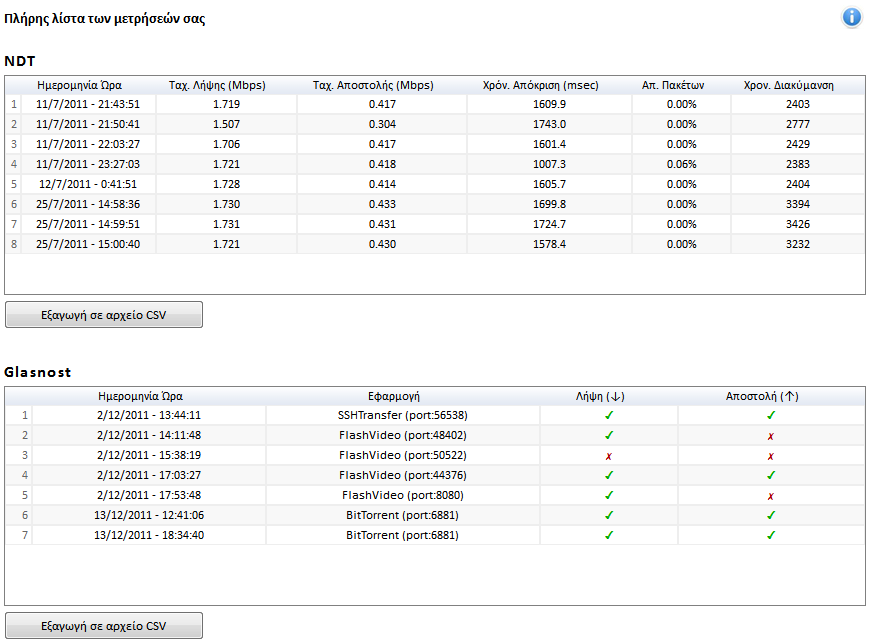 Πλήρης λίστα των μετρήσεών σας
NDT
Ημερομηνία Ώρα Ταχ. Λήψης (Mbps) Ταχ. Αποστολής (Mbps) Χρόν. Απόκριση (msec) Απ. Πακέτων Χρον. Διακύμανση
1 11/7/2011 - 21:43:51 1.719 0.417 1609.9 0.00% 2403
2 11/7/2011 - 21:50:41 1.507 0.304 1743.0 0.00% 2777
3 11/7/2011 - 22:03:27 1.706 0.417 1601.4 0.00% 2429
4 11/7/2011 - 23:27:03 1.721 0.418 1007.3 0.06% 2383
5 12/7/2011 - 0:41:51 1.728 0.414 1605.7 0.00% 2404
6 25/7/2011 - 14:58:36 1.730 0.433 1699.8 0.00% 3394
7 25/7/2011 - 14:59:51 1.731 0.431 1724.7 0.00% 3426
8 25/7/2011 - 15:00:40 1.721 0.430 1578.4 0.00% 3232
Εξαγωγή σε αρχείο CSV
Glasnost
Ημερομηνία Ώρα Εφαρμογή Λήψη (↓) Αποστολή (↑)
1 2/12/2011 - 13:44:11 SSHTransfer (port:56538) ✓ ✓
2 2/12/2011 - 14:11:48 FlashVideo (port:48402) ✓ ✗
3 2/12/2011 - 15:38:19 FlashVideo (port:50522) ✗ ✗
4 2/12/2011 - 17:03:27 FlashVideo (port:44376) ✓ ✓
5 2/12/2011 - 17:53:48 FlashVideo (port:8080) ✓ ✗
6 13/12/2011 - 12:41:06 BitTorrent (port:6881) ✓ ✓
7 13/12/2011 - 18:34:40 BitTorrent (port:6881) ✓ ✓
Εξαγωγή σε αρχείο CSV